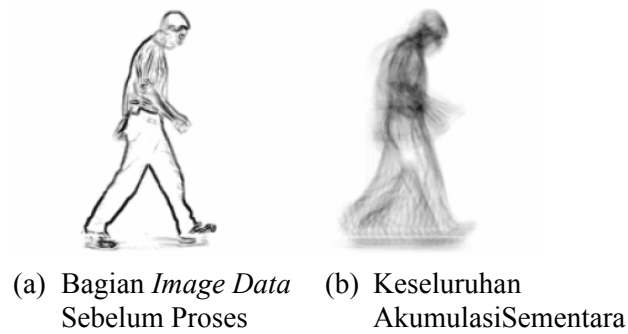 (a) Bagian Image Data
Sebelum Proses
(b) Keseluruhan
AkumulasiSementara